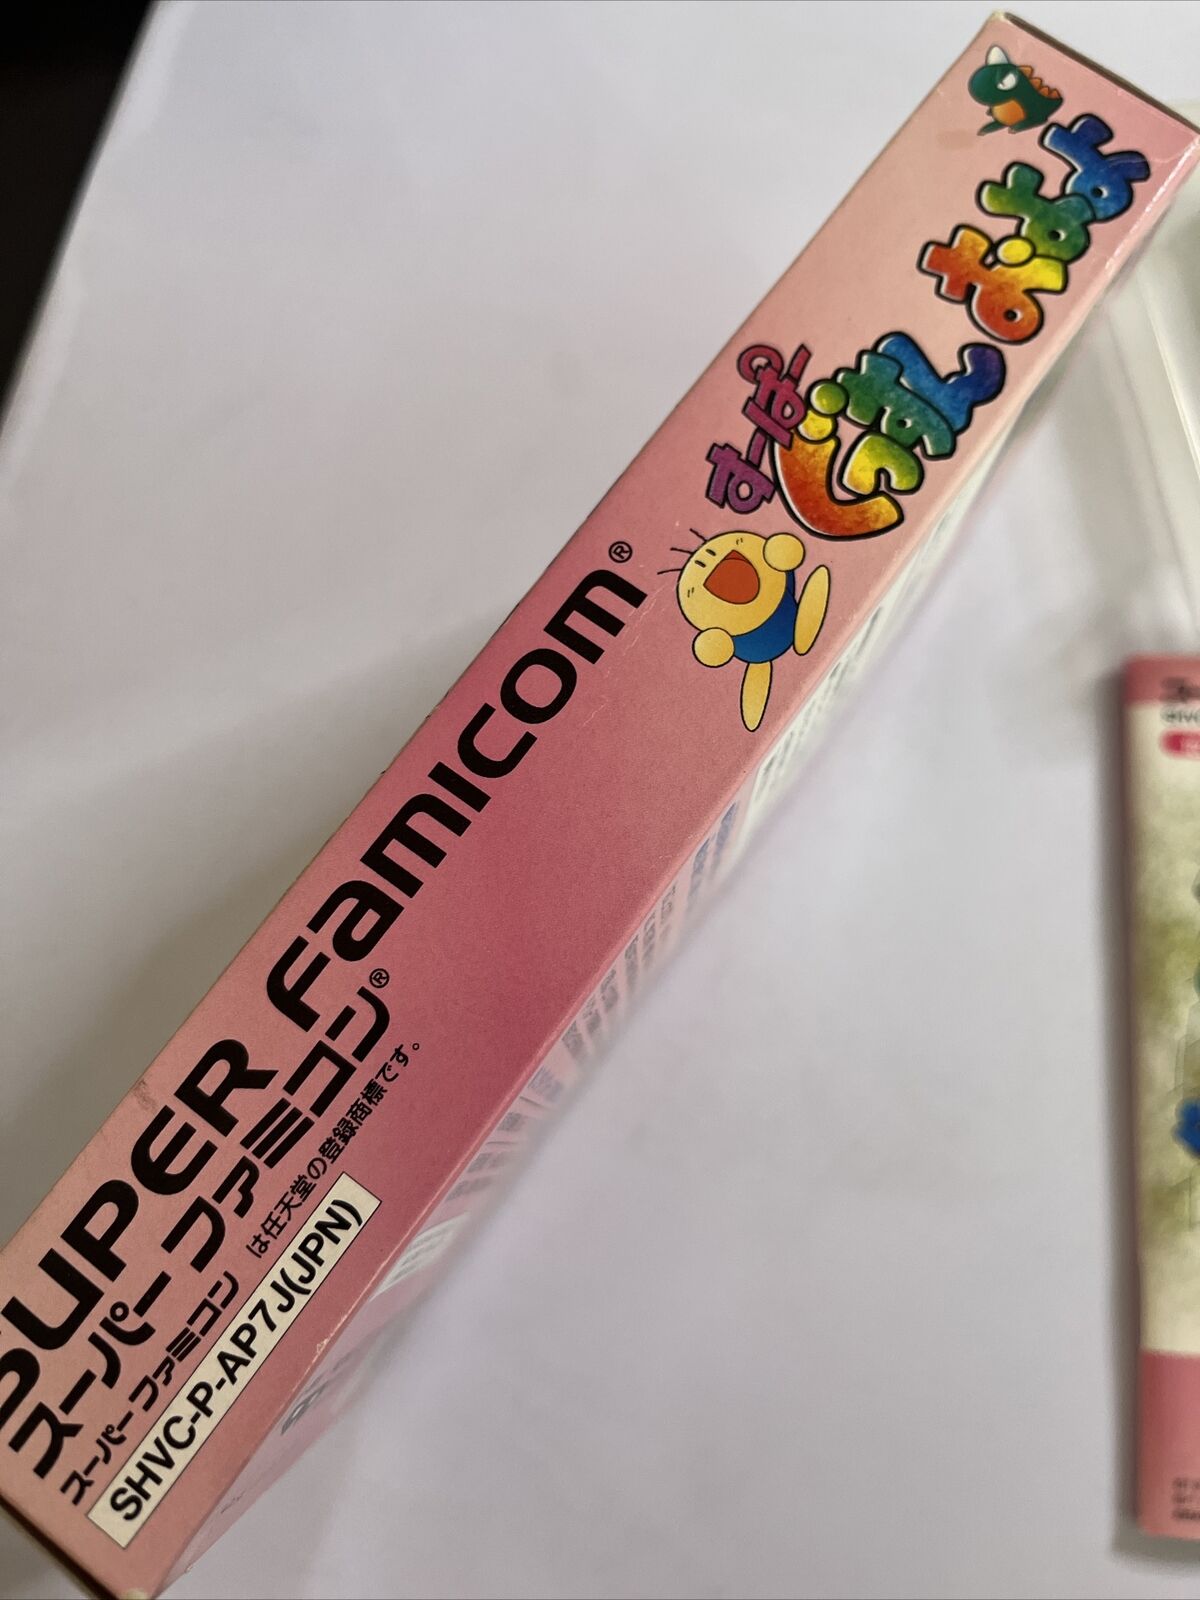 すーぱー
ぐっすん およよ
SUPER Famicom®
スーパーファミコン®
スーパーファミコン は任天堂の登録商標です。
SHVC-P-AP7J(JPN)